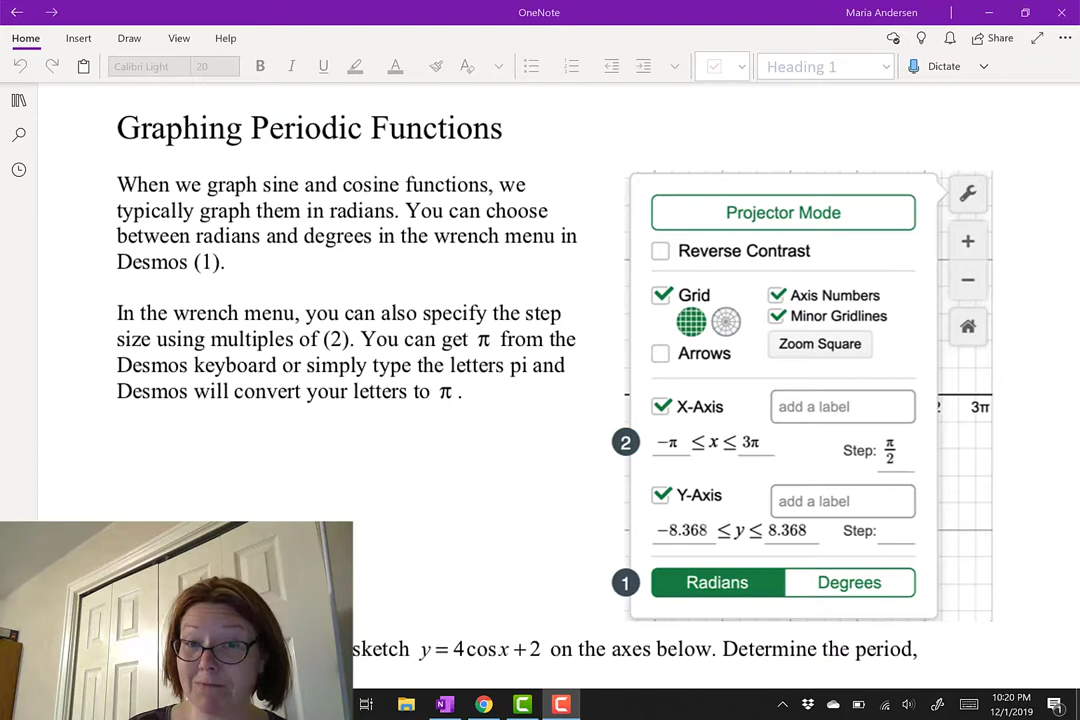 OneNote
Maria Andersen
Home Insert Draw View Help
Share
Calibri Light 20 B I U A Heading 1 Dictate
Graphing Periodic Functions
When we graph sine and cosine functions, we
typically graph them in radians. You can choose
between radians and degrees in the wrench menu in
Desmos (1).
In the wrench menu, you can also specify the step
size using multiples of (2). You can get π from the
Desmos keyboard or simply type the letters pi and
Desmos will convert your letters to π .
Projector Mode
Reverse Contrast
Grid
Axis Numbers
Minor Gridlines
Arrows
Zoom Square
X-Axis add a label
2 −π ≤ x ≤ 3π Step: π/2
Y-Axis add a label
−8.368 ≤ y ≤ 8.368 Step:
1 Radians Degrees
2 3π
sketch y = 4cosx + 2 on the axes below. Determine the period,
10:20 PM
12/1/2019
1